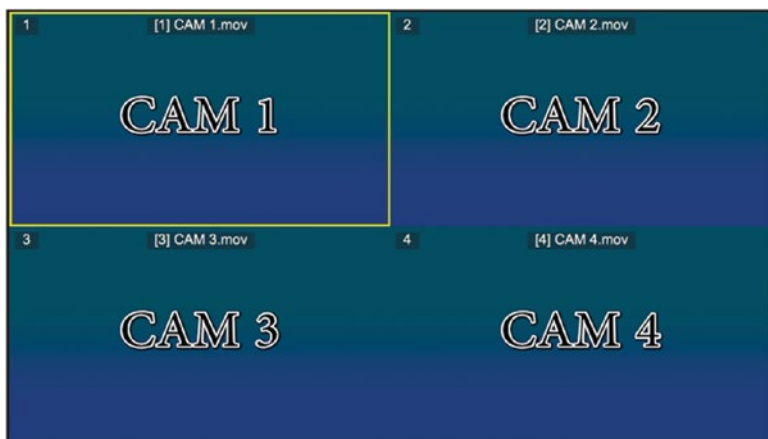 1 [1] CAM 1.mov
CAM 1
2 [2] CAM 2.mov
CAM 2
3 [3] CAM 3.mov
CAM 3
4 [4] CAM 4.mov
CAM 4